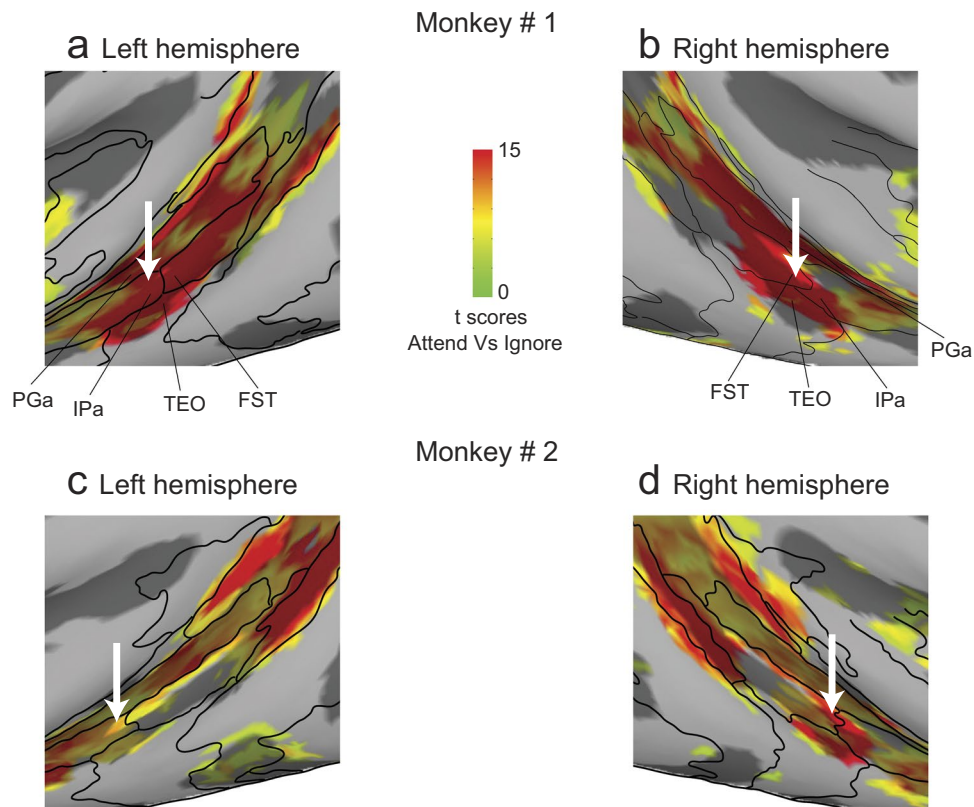 Monkey # 1
a Left hemisphere
b Right hemisphere
15
0
t scores
Attend Vs Ignore
PGa
IPa
TEO
FST
FST
TEO
IPa
PGa
Monkey # 2
c Left hemisphere
d Right hemisphere